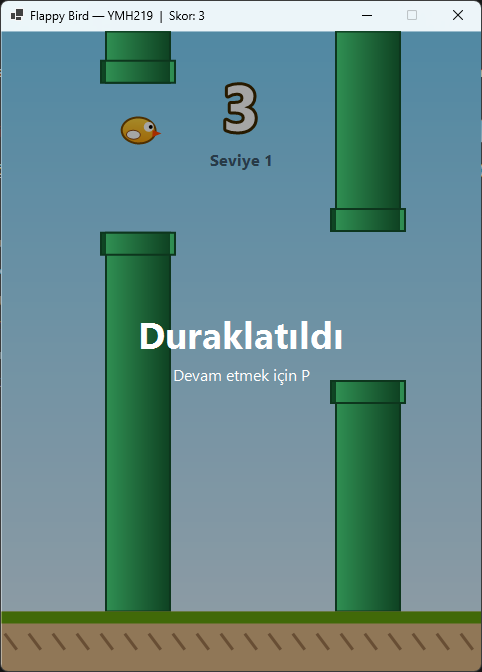 Flappy Bird — YMH219 | Skor: 3
3
Seviye 1
Duraklatıldı
Devam etmek için P